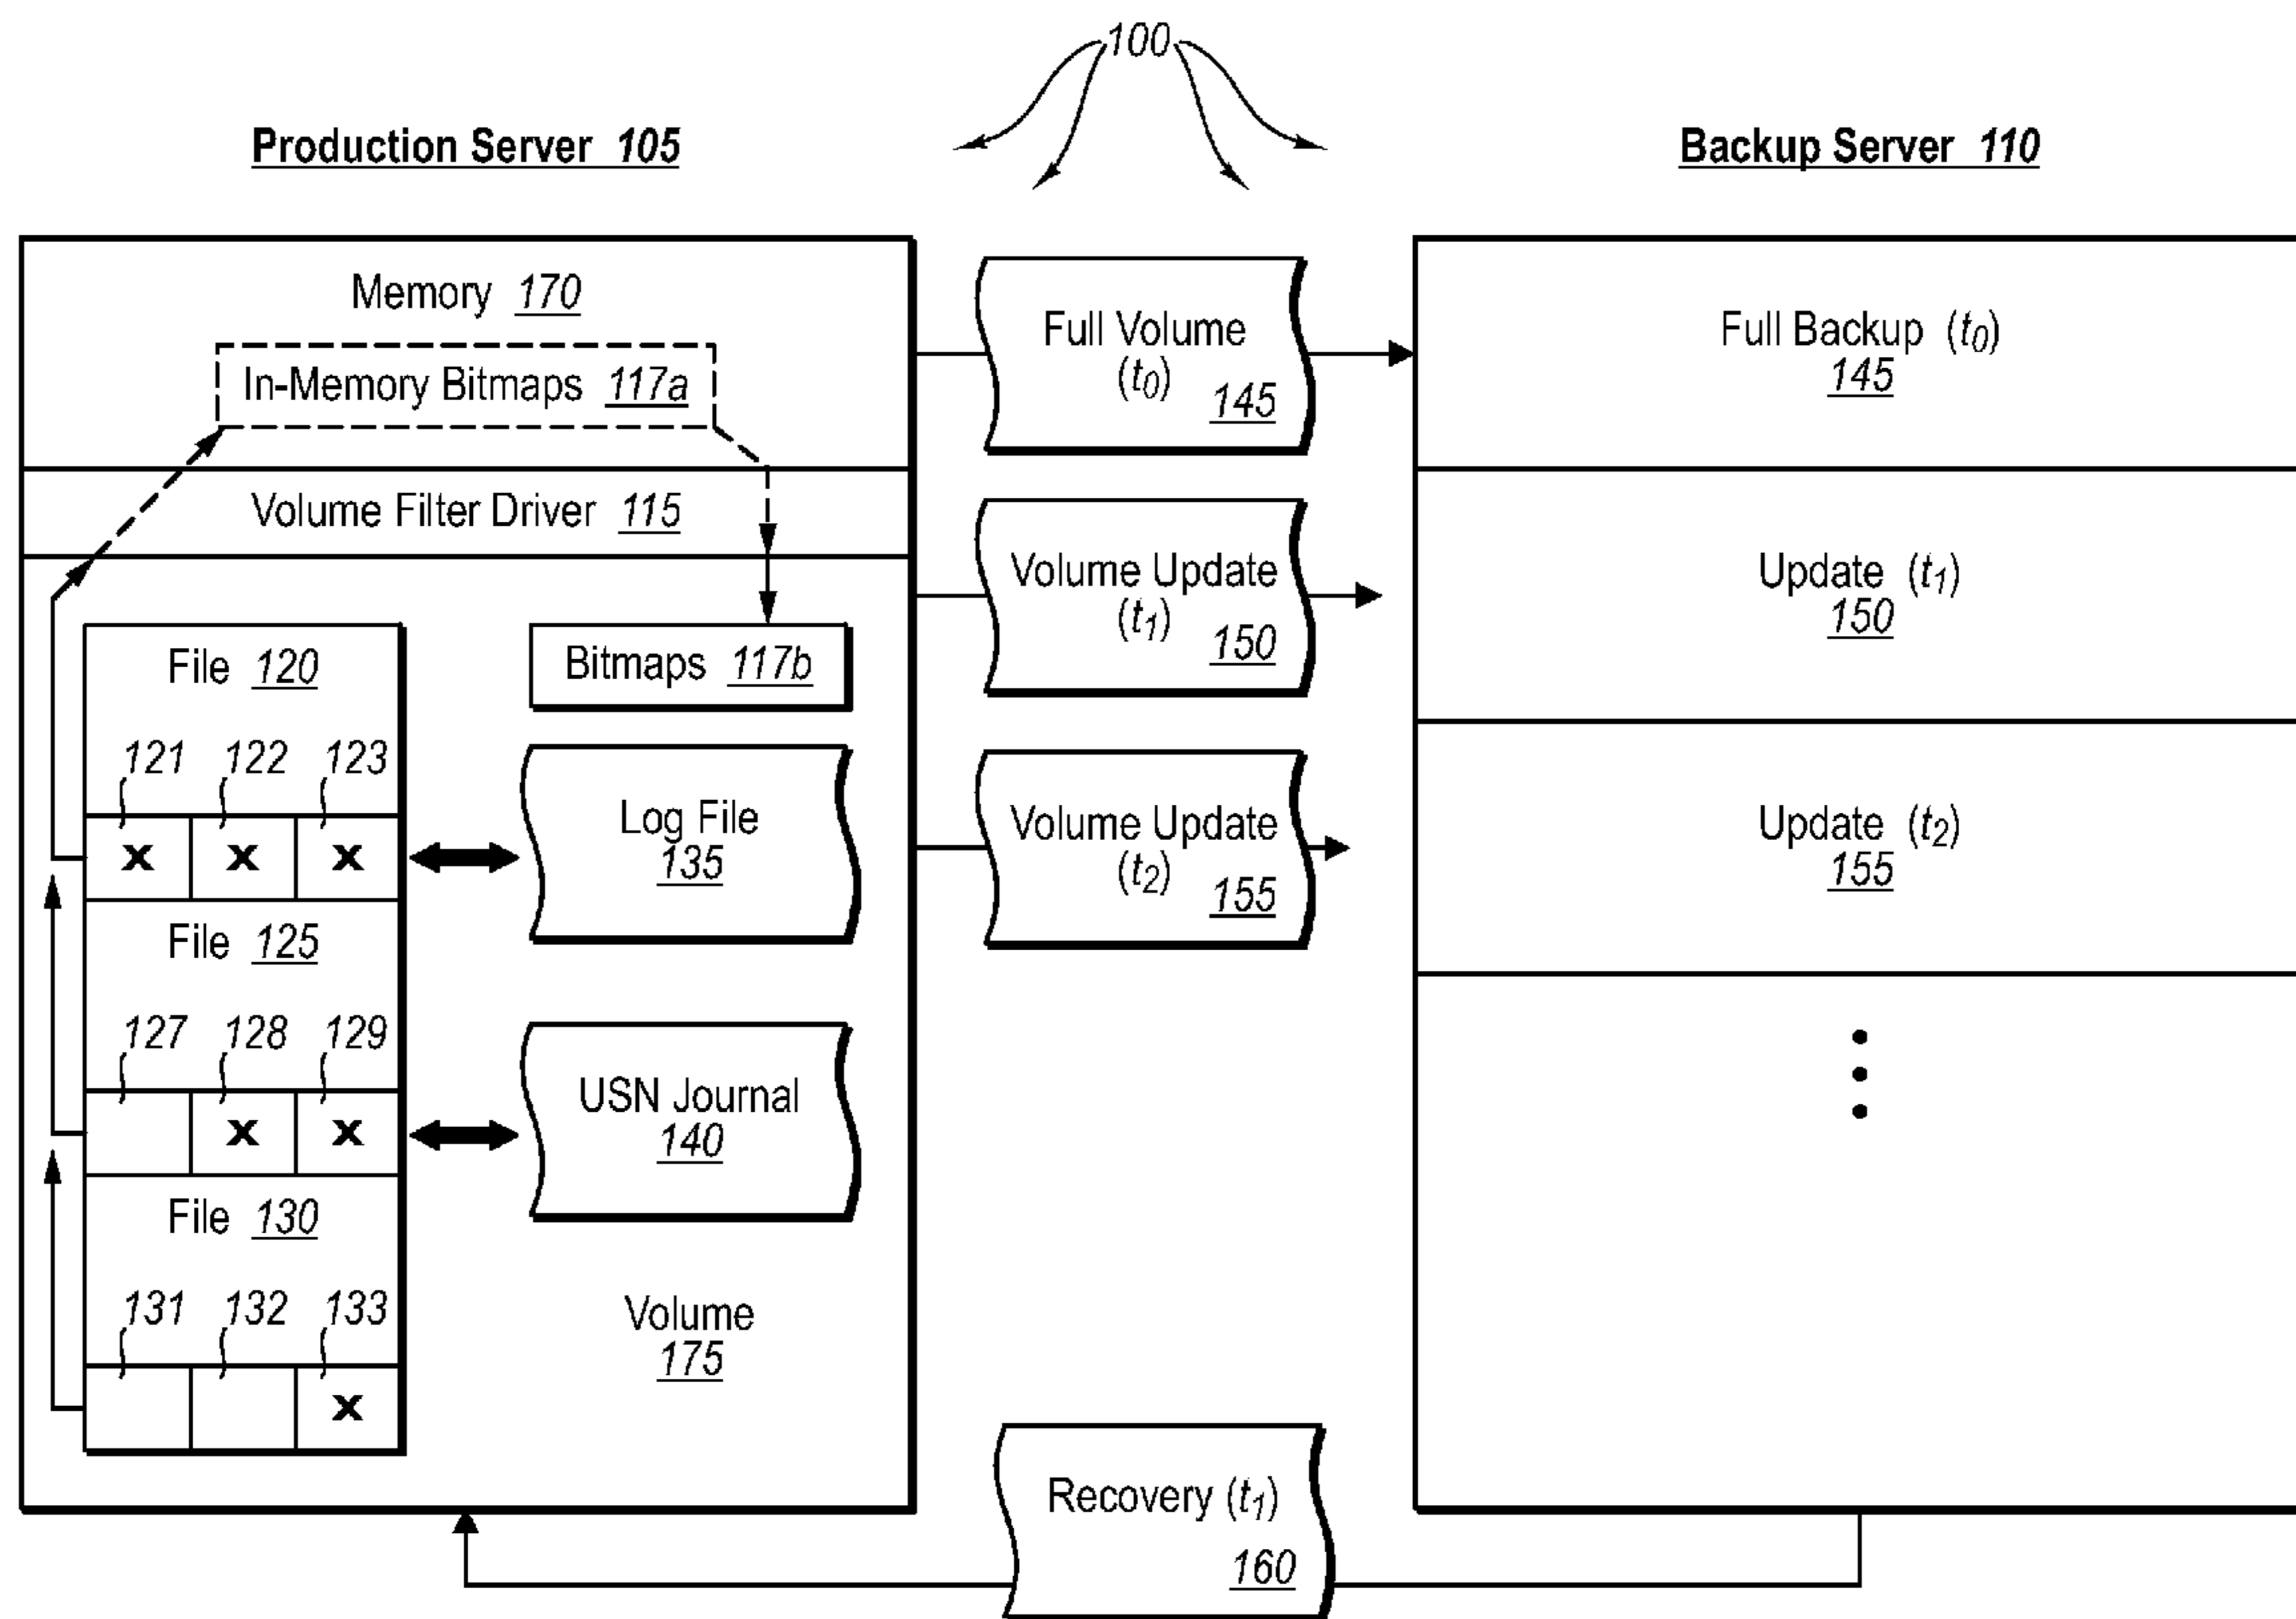 100
Production Server 105
Backup Server 110
Memory 170
In-Memory Bitmaps 117a
Volume Filter Driver 115
File 120
121 122 123
x x x
File 125
127 128 129
x x
File 130
131 132 133
x
Bitmaps 117b
Log File
135
USN Journal
140
Volume
175
Full Volume
(t0)
145
Volume Update
(t1)
150
Volume Update
(t2)
155
Recovery (t1)
160
Full Backup (t0)
145
Update (t1)
150
Update (t2)
155